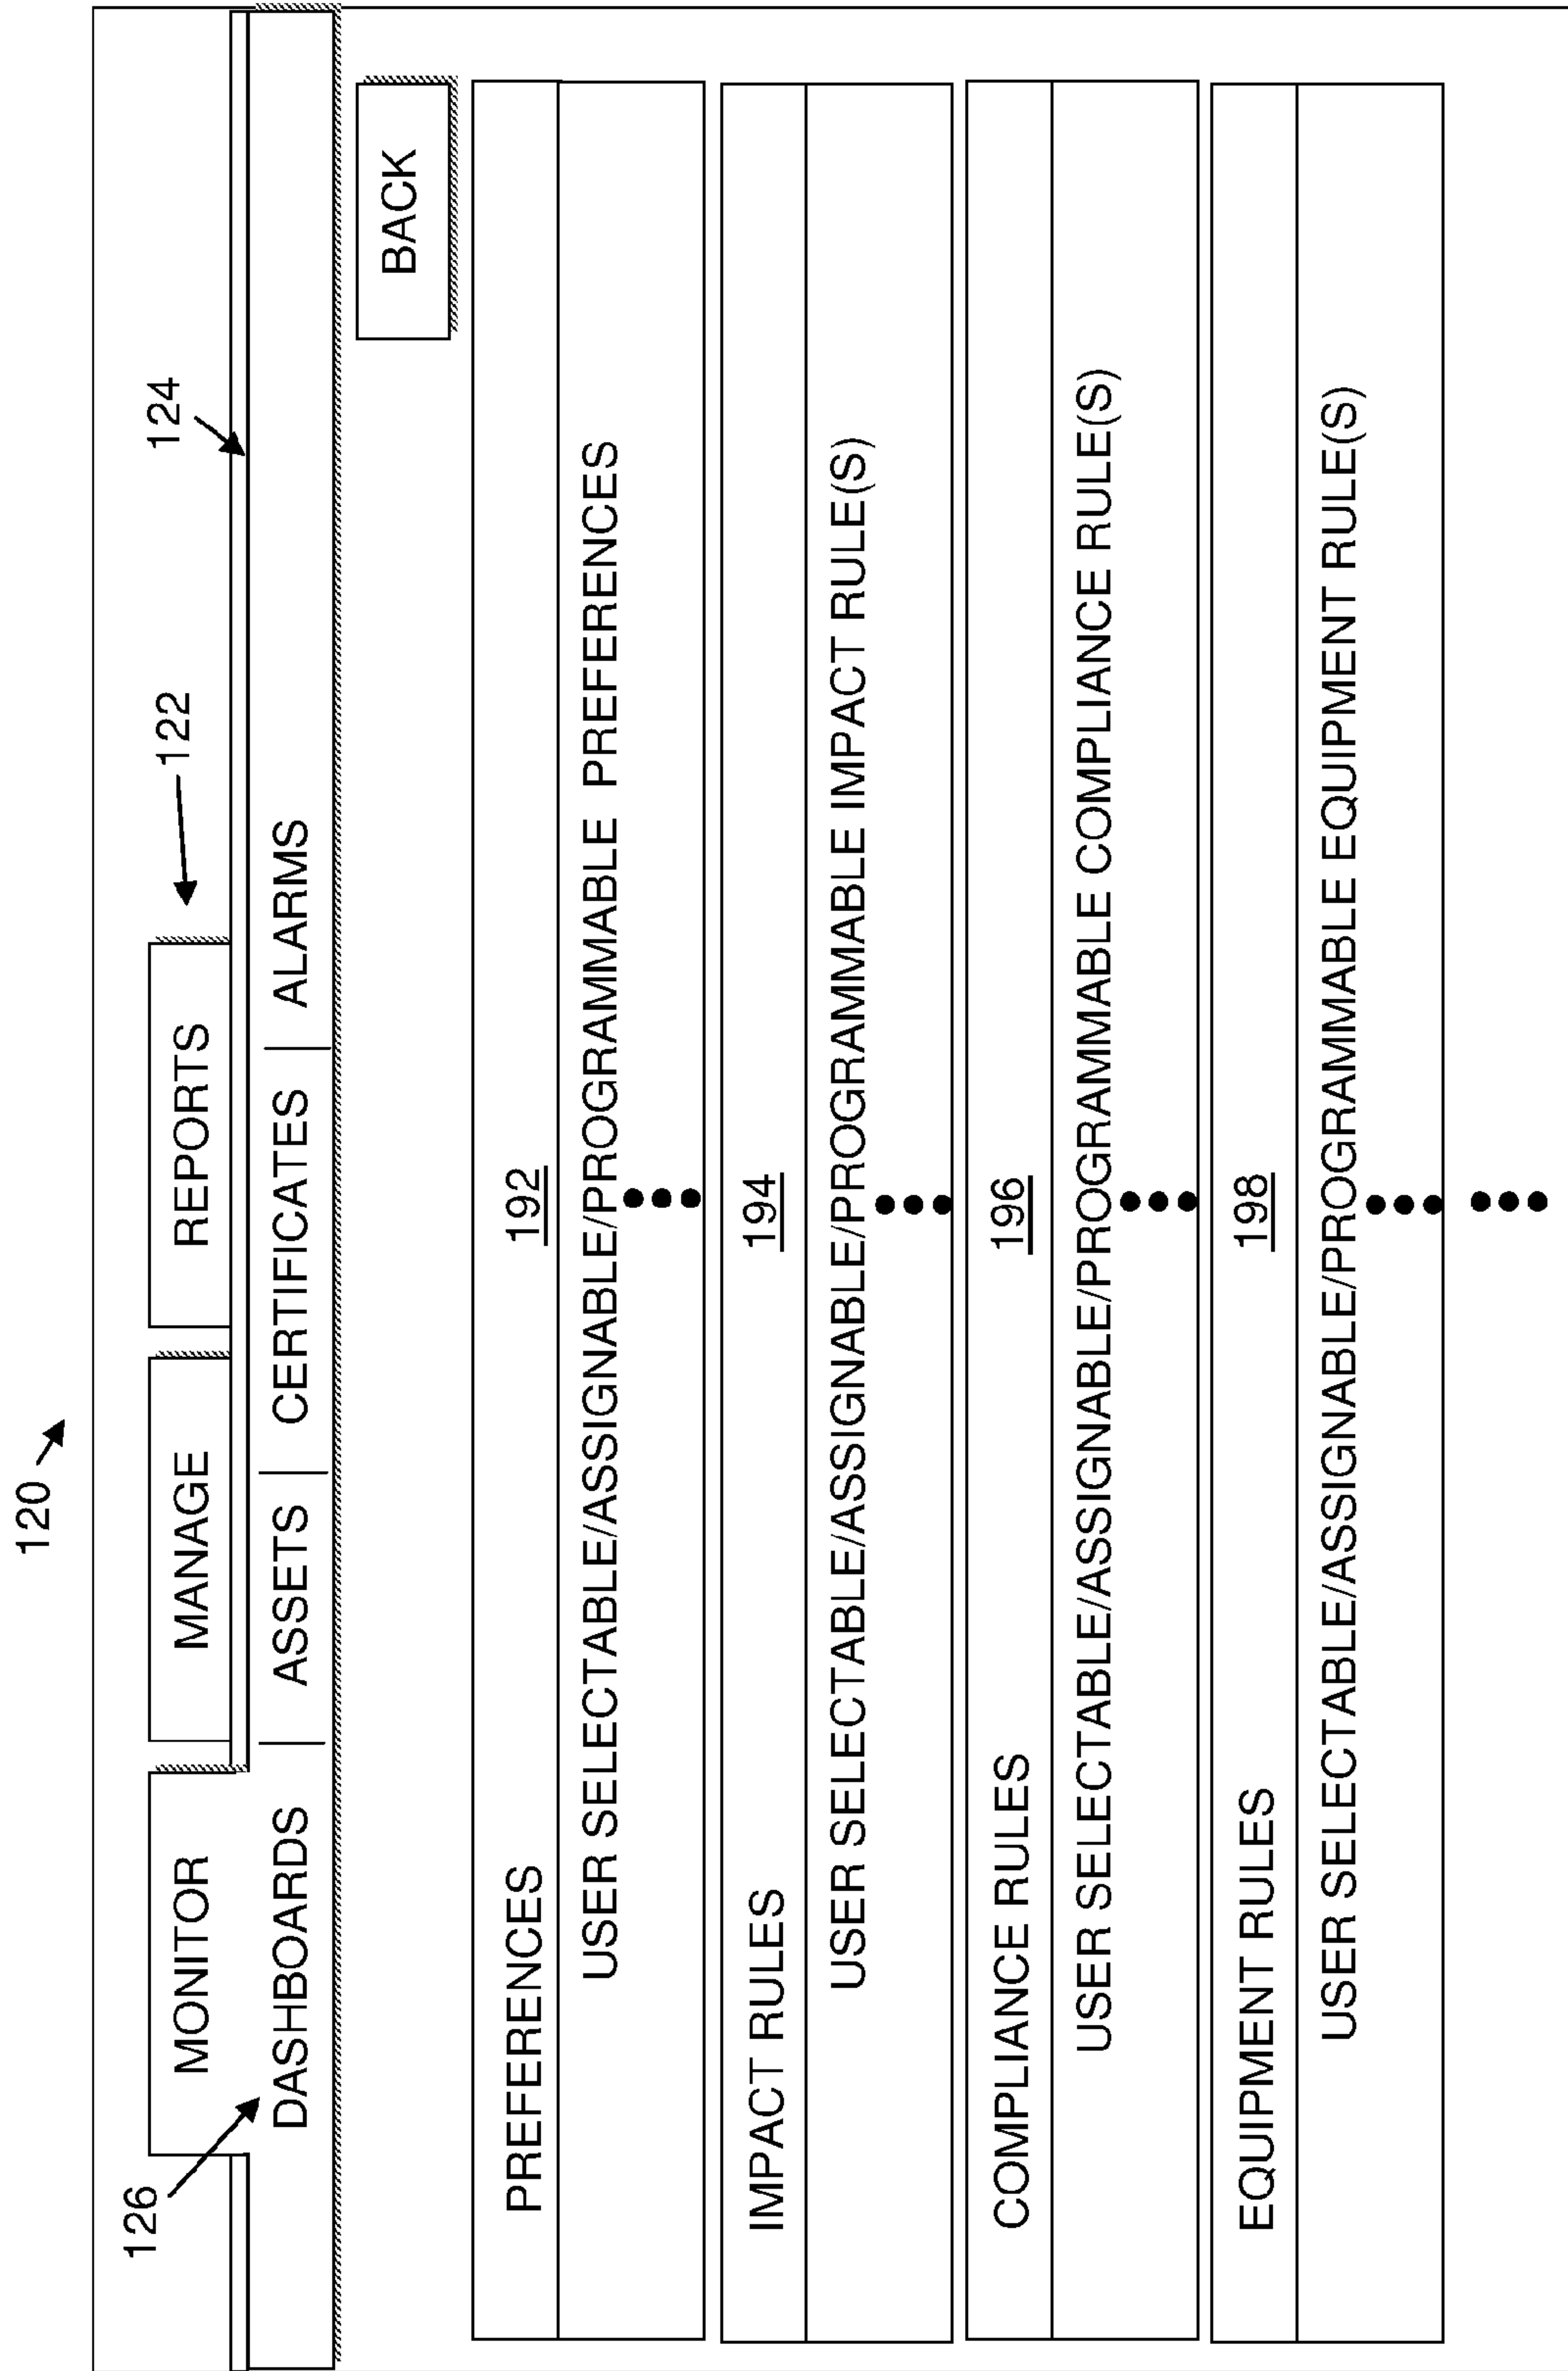 120
122
124
126
MONITOR
MANAGE
REPORTS
DASHBOARDS | ASSETS | CERTIFICATES | ALARMS
BACK
PREFERENCES 192
USER SELECTABLE/ASSIGNABLE/PROGRAMMABLE PREFERENCES
IMPACT RULES 194
USER SELECTABLE/ASSIGNABLE/PROGRAMMABLE IMPACT RULE(S)
COMPLIANCE RULES 196
USER SELECTABLE/ASSIGNABLE/PROGRAMMABLE COMPLIANCE RULE(S)
EQUIPMENT RULES 198
USER SELECTABLE/ASSIGNABLE/PROGRAMMABLE EQUIPMENT RULE(S)